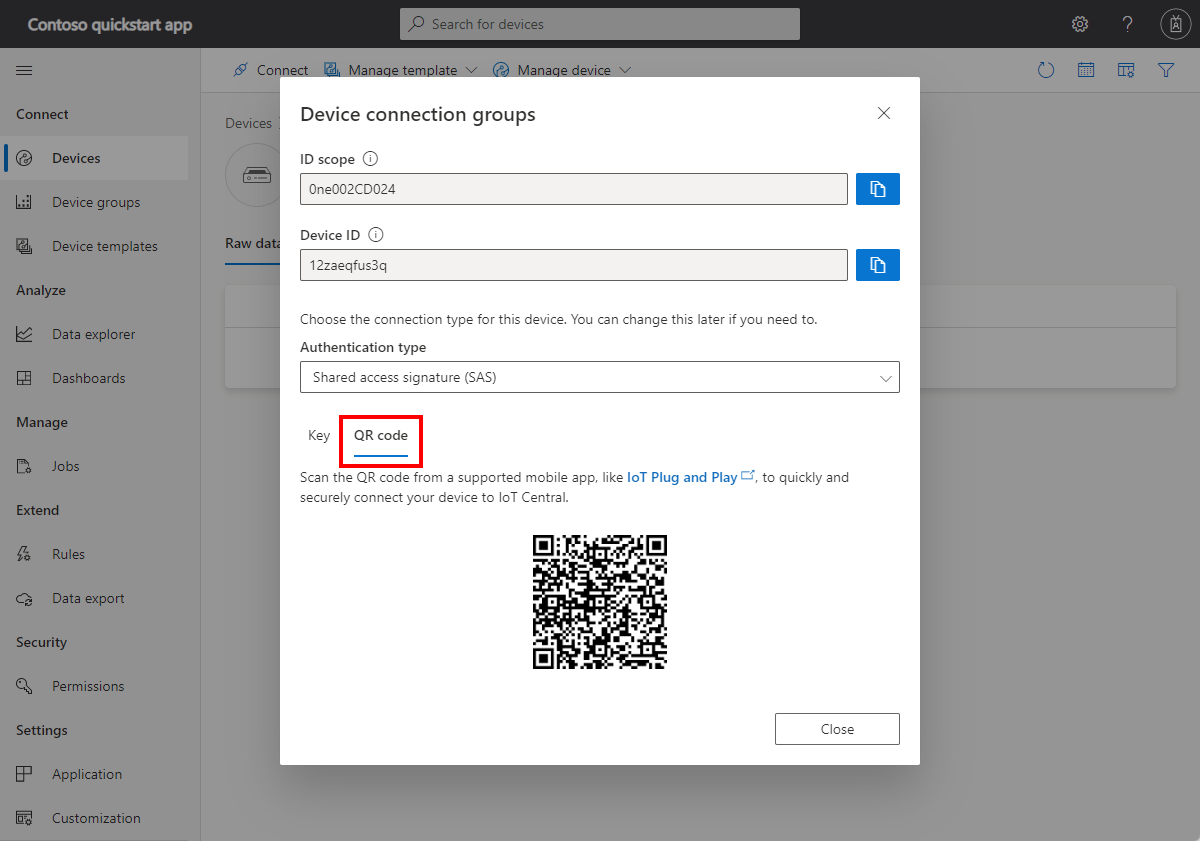 Contoso quickstart app
Search for devices
Connect
Manage template
Manage device
Connect
Devices
Device groups
Device templates
Analyze
Data explorer
Dashboards
Manage
Jobs
Extend
Rules
Data export
Security
Permissions
Settings
Application
Customization
Devices
Raw data
Device connection groups
ID scope
0ne002CD024
Device ID
12zaeqfus3q
Choose the connection type for this device. You can change this later if you need to.
Authentication type
Shared access signature (SAS)
Key
QR code
Scan the QR code from a supported mobile app, like IoT Plug and Play, to quickly and
securely connect your device to IoT Central.
Close